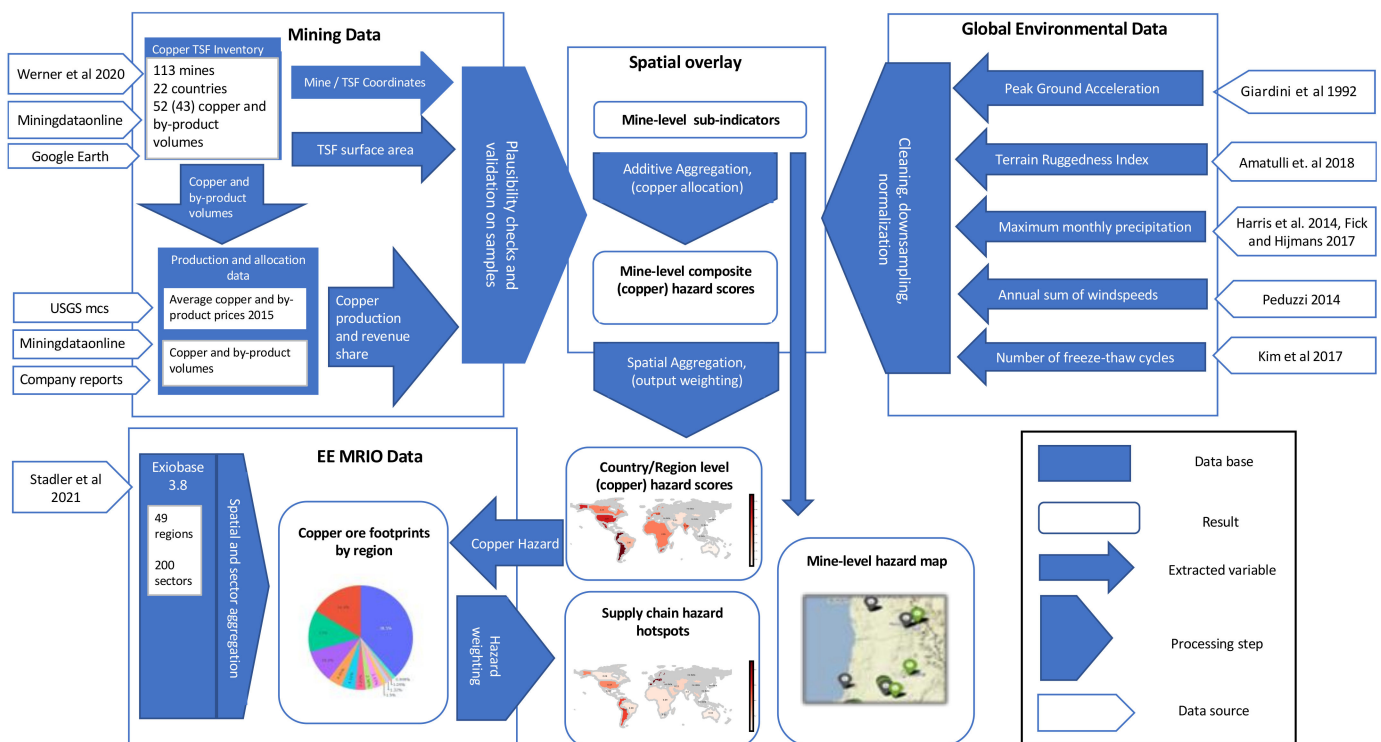 Mining Data
Werner et al 2020
Miningdataonline
Google Earth
Copper TSF Inventory
113 mines
22 countries
52 (43) copper and
by-product
volumes
Mine / TSF Coordinates
TSF surface area
Copper and
by-product
volumes
USGS mcs
Miningdataonline
Company reports
Production and allocation
data
Average copper and by-
product prices 2015
Copper and by-product
volumes
Copper
production
and revenue
share
Plausibility checks and
validation on samples
Spatial overlay
Mine-level sub-indicators
Additive Aggregation,
(copper allocation)
Mine-level composite
(copper) hazard scores
Spatial Aggregation,
(output weighting)
Global Environmental Data
Cleaning, downsampling,
normalization
Peak Ground Acceleration
Terrain Ruggedness Index
Maximum monthly precipitation
Annual sum of windspeeds
Number of freeze-thaw cycles
Giardini et al 1992
Amatulli et. al 2018
Harris et al. 2014, Fick
and Hijmans 2017
Peduzzi 2014
Kim et al 2017
EE MRIO Data
Stadler et al
2021
Exiobase
3.8
49
regions
200
sectors
Spatial and sector aggregation
Copper ore footprints
by region
Copper Hazard
Hazard
weighting
Country/Region level
(copper) hazard scores
Supply chain hazard
hotspots
Mine-level hazard map
Data base
Result
Extracted variable
Processing step
Data source